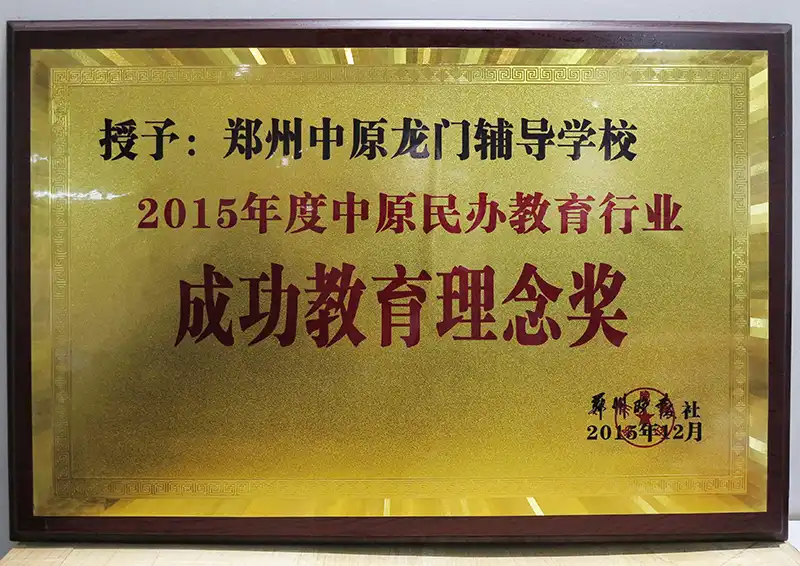 授予：郑州中原龙门辅导学校
2015年度中原民办教育行业
成功教育理念奖
郑州晚报社
2015年12月